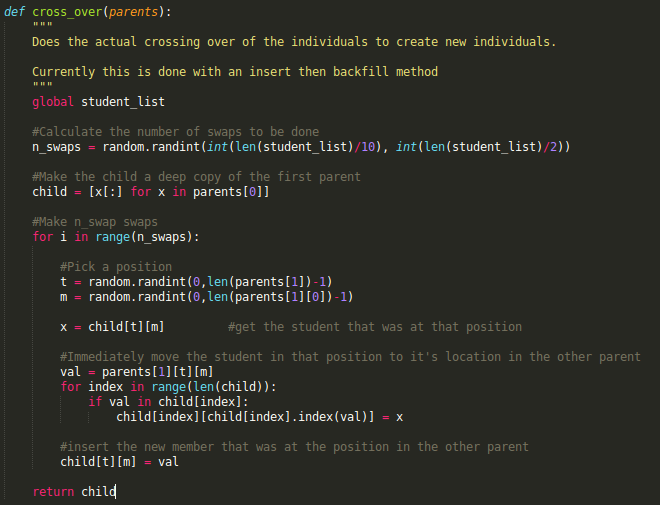 def cross_over(parents):
    """
    Does the actual crossing over of the individuals to create new individuals.

    Currently this is done with an insert then backfill method
    """
    global student_list

    #Calculate the number of swaps to be done
    n_swaps = random.randint(int(len(student_list)/10), int(len(student_list)/2))

    #Make the child a deep copy of the first parent
    child = [x[:] for x in parents[0]]

    #Make n_swap swaps
    for i in range(n_swaps):

        #Pick a position
        t = random.randint(0,len(parents[1])-1)
        m = random.randint(0,len(parents[1][0])-1)

        x = child[t][m]         #get the student that was at that position

        #Immediately move the student in that position to it's location in the other parent
        val = parents[1][t][m]
        for index in range(len(child)):
            if val in child[index]:
                child[index][child[index].index(val)] = x

        #insert the new member that was at the position in the other parent
        child[t][m] = val

    return child